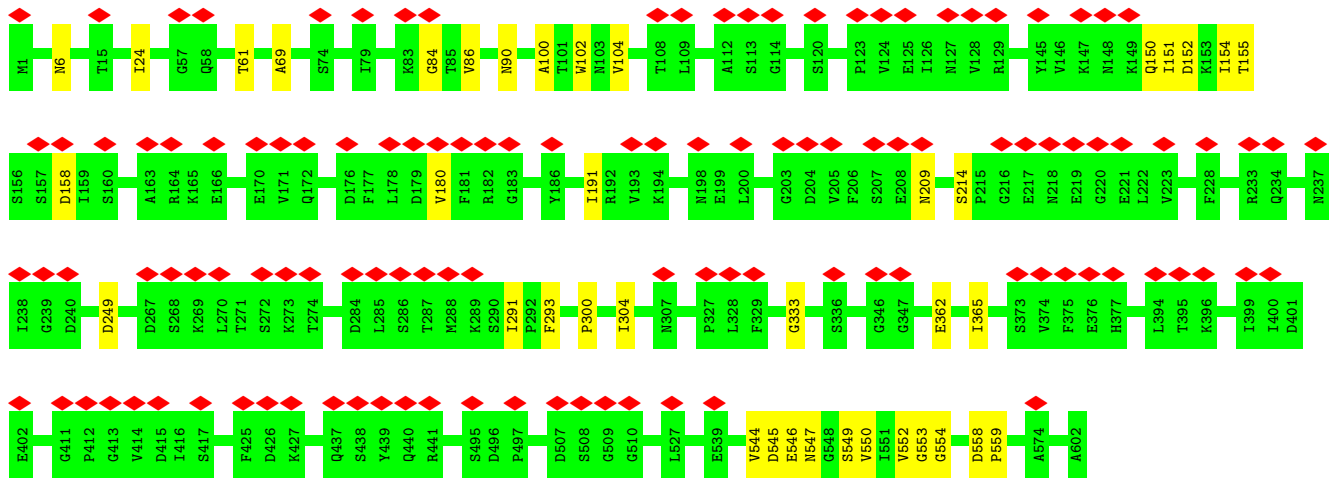 M1 N6 T15 I24 G57 Q58 T61 A69 S74 I79 K83 G84 T85 V86 N90 A100 T101 W102 N103 V104 T108 L109 A112 S113 G114 S120 P123 V124 E125 I126 N127 V128 R129 Y145 V146 K147 N148 K149 Q150 I151 D152 K153 I154 T155
S156 S157 D158 I159 S160 A163 R164 K165 E166 E170 V171 Q172 D176 F177 L178 D179 V180 F181 R182 G183 Y186 I191 R192 V193 K194 N198 E199 L200 G203 D204 V205 F206 S207 E208 N209 S214 P215 G216 E217 N218 E219 G220 E221 L222 V223 F228 R233 Q234 N237
I238 G239 D240 D249 D267 S268 K269 L270 T271 S272 K273 T274 D284 L285 S286 T287 M288 K289 S290 I291 P292 F293 P300 I304 N307 P327 L328 F329 G333 S336 G346 G347 E362 I365 S373 V374 F375 E376 H377 L394 T395 K396 I399 I400 D401
E402 G411 P412 G413 V414 D415 I416 S417 F425 D426 K427 Q437 S438 Y439 Q440 R441 S495 D496 P497 D507 S508 G509 G510 L527 E539 V544 D545 E546 N547 G548 S549 V550 I551 V552 G553 G554 D558 P559 A574 A602